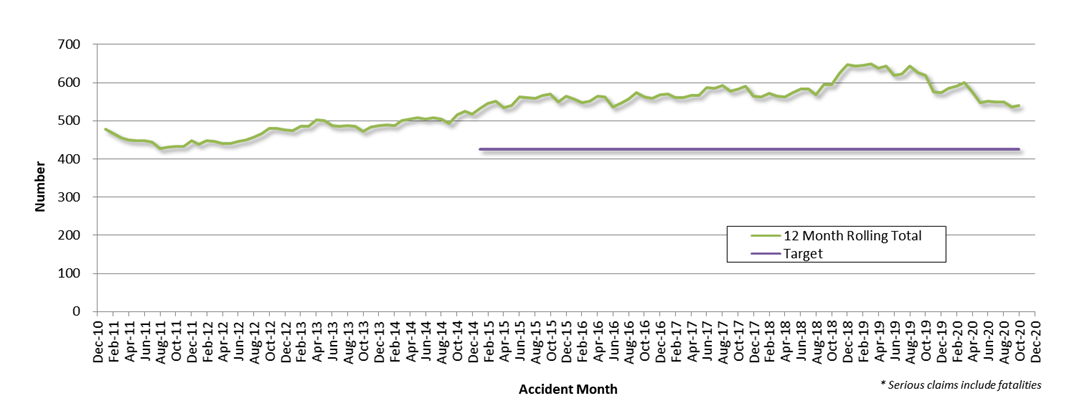 700
600
500
400
300
200
100
0
Number
12 Month Rolling Total
Target
Dec-10
Feb-11
Apr-11
Jun-11
Aug-11
Oct-11
Dec-11
Feb-12
Apr-12
Jun-12
Aug-12
Oct-12
Dec-12
Feb-13
Apr-13
Jun-13
Aug-13
Oct-13
Dec-13
Feb-14
Apr-14
Jun-14
Aug-14
Oct-14
Dec-14
Feb-15
Apr-15
Jun-15
Aug-15
Oct-15
Dec-15
Feb-16
Apr-16
Jun-16
Aug-16
Oct-16
Dec-16
Feb-17
Apr-17
Jun-17
Aug-17
Oct-17
Dec-17
Feb-18
Apr-18
Jun-18
Aug-18
Oct-18
Dec-18
Feb-19
Apr-19
Jun-19
Aug-19
Oct-19
Dec-19
Feb-20
Apr-20
Jun-20
Aug-20
Oct-20
Dec-20
Accident Month
* Serious claims include fatalities